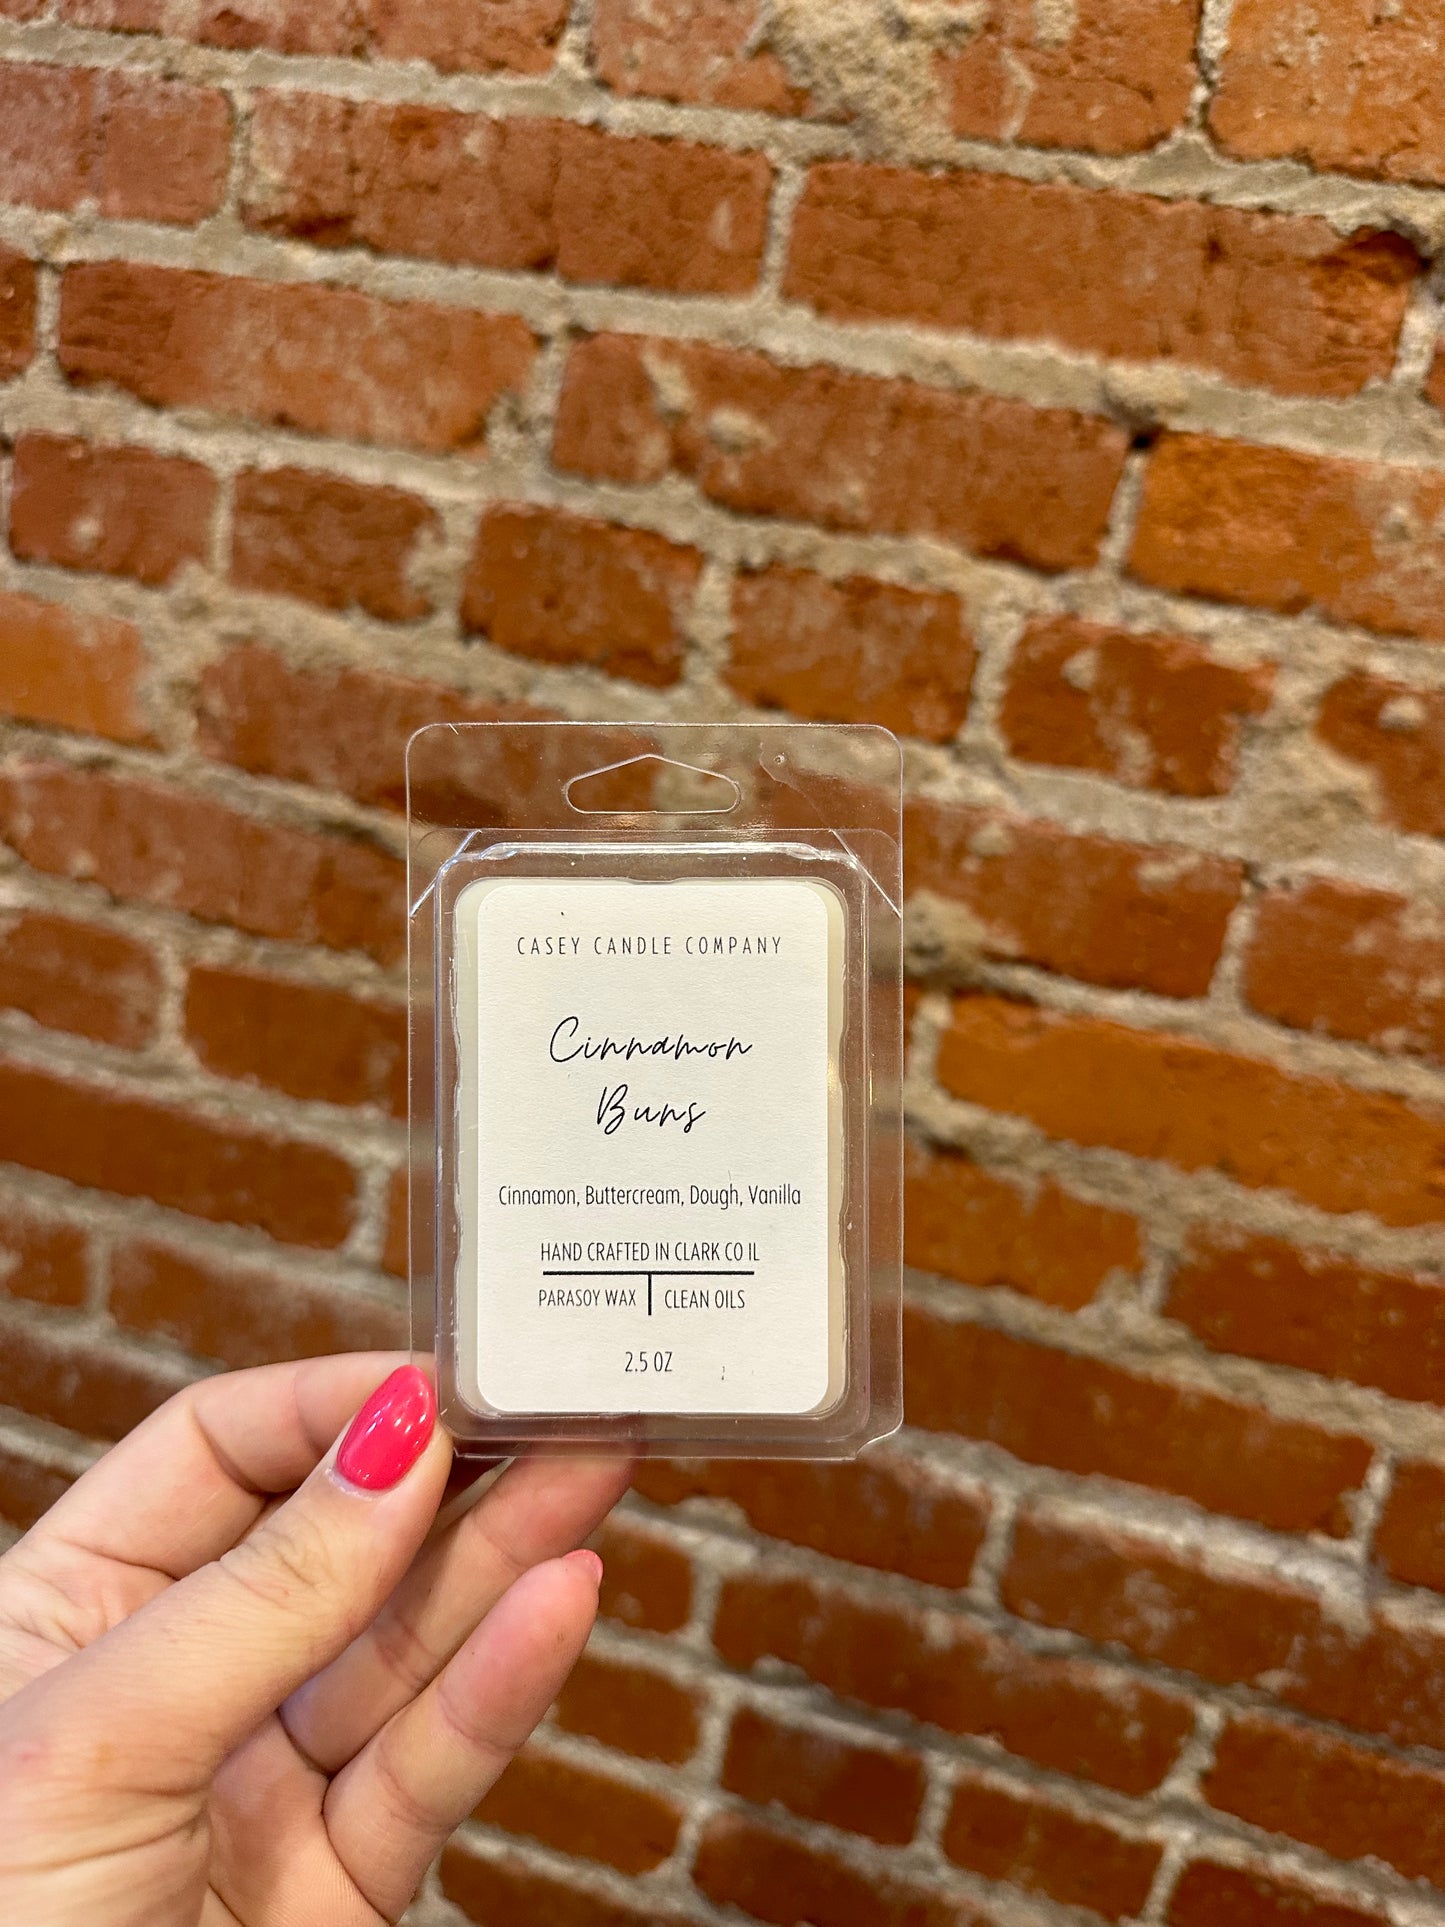 CASEY CANDLE COMPANY
Cinnamon
Buns
Cinnamon, Buttercream, Dough, Vanilla
HAND CRAFTED IN CLARK CO IL
PARASOY WAX | CLEAN OILS
2.5 OZ